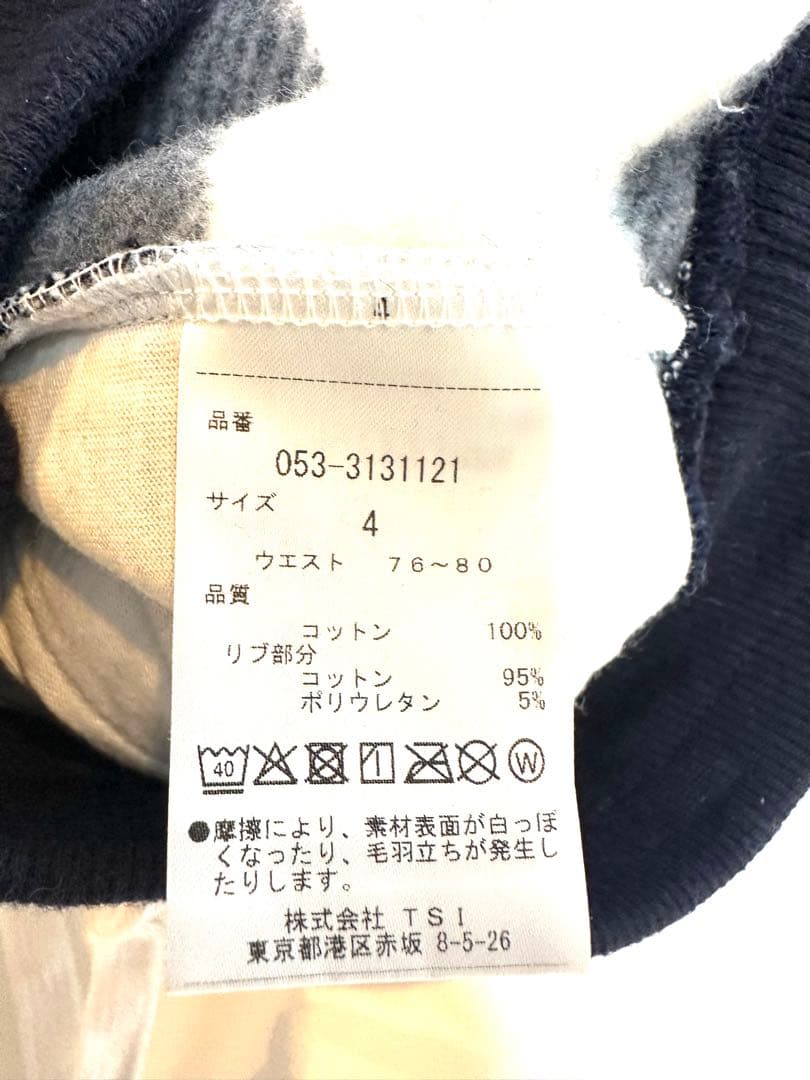 4
品番
053-3131121
サイズ
4
ウエスト 76～80
品質
コットン 100%
リブ部分
コットン 95%
ポリウレタン 5%
40 W
●摩擦により、素材表面が白っぽ
くなったり、毛羽立ちが発生し
たりします。
株式会社 TSI
東京都港区赤坂 8-5-26